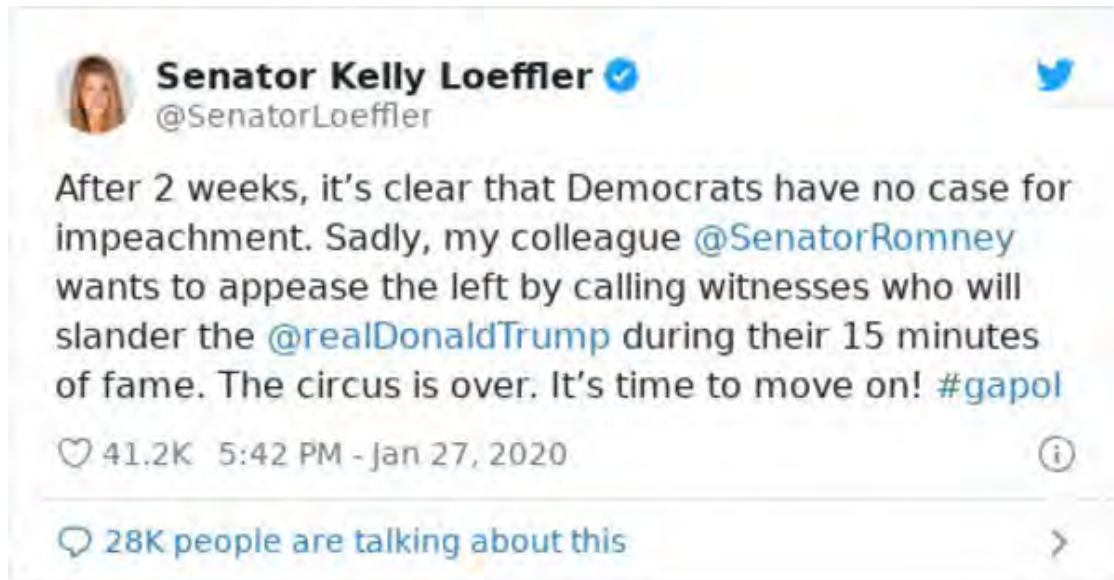 Senator Kelly Loeffler
@SenatorLoeffler
After 2 weeks, it’s clear that Democrats have no case for
impeachment. Sadly, my colleague @SenatorRomney
wants to appease the left by calling witnesses who will
slander the @realDonaldTrump during their 15 minutes
of fame. The circus is over. It’s time to move on! #gapol
41.2K 5:42 PM - Jan 27, 2020
28K people are talking about this